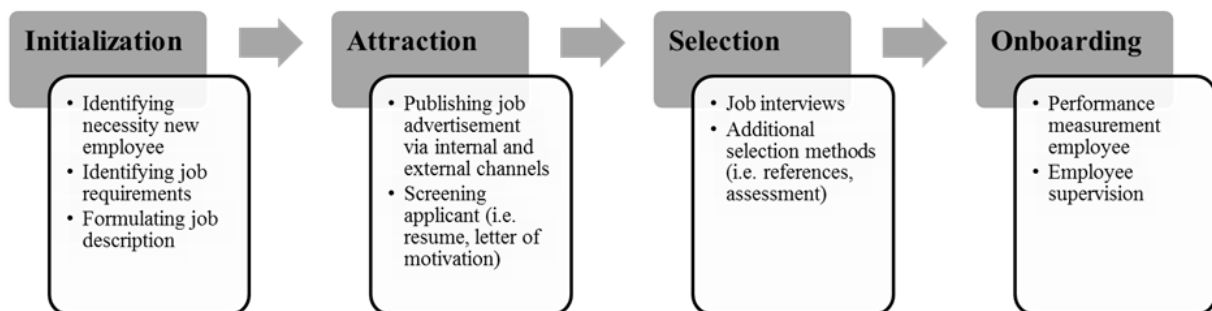 Initialization
• Identifying
necessity new
employee
• Identifying job
requirements
• Formulating job
description
Attraction
• Publishing job
advertisement
via internal and
external channels
• Screening
applicant (i.e.
resume, letter of
motivation)
Selection
• Job interviews
• Additional
selection methods
(i.e. references,
assessment)
Onboarding
• Performance
measurement
employee
• Employee
supervision